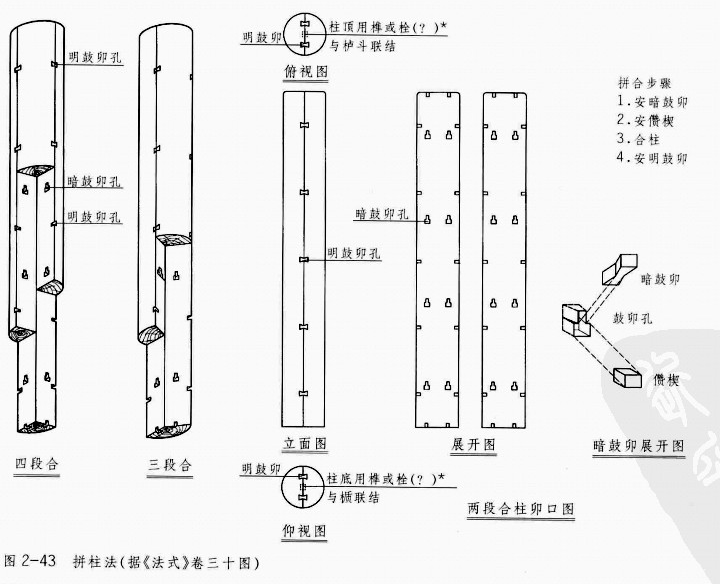 明鼓卯孔
暗鼓卯孔
明鼓卯孔
四段合
三段合
明鼓卯
柱顶用榫或栓(?)*
与栌斗联结
俯视图
明鼓卯孔
立面图
明鼓卯
柱底用榫或栓(?)*
与櫍联结
仰视图
暗鼓卯孔
展开图
两段合柱卯口图
拼合步骤
1.安暗鼓卯
2.安儹楔
3.合柱
4.安明鼓卯
暗鼓卯
鼓卯孔
儹楔
暗鼓卯展开图
图2-43 拼柱法(据《法式》卷三十图)